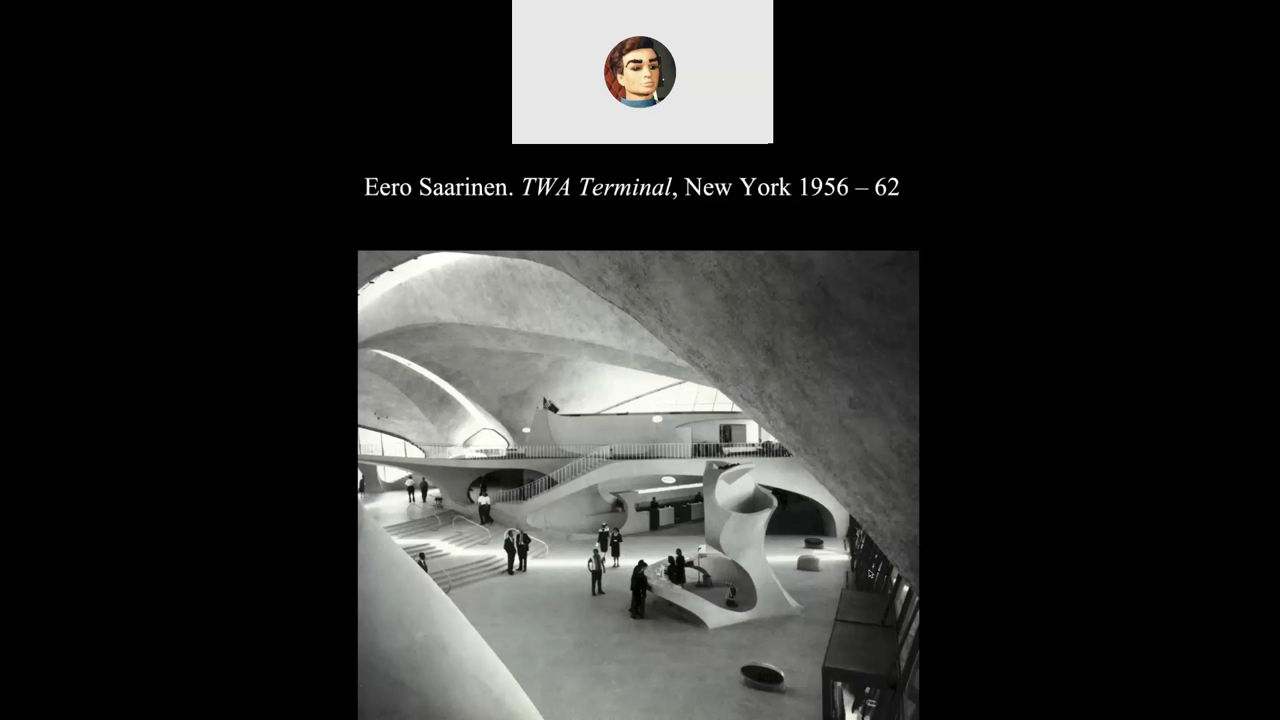 Eero Saarinen. TWA Terminal, New York 1956 – 62